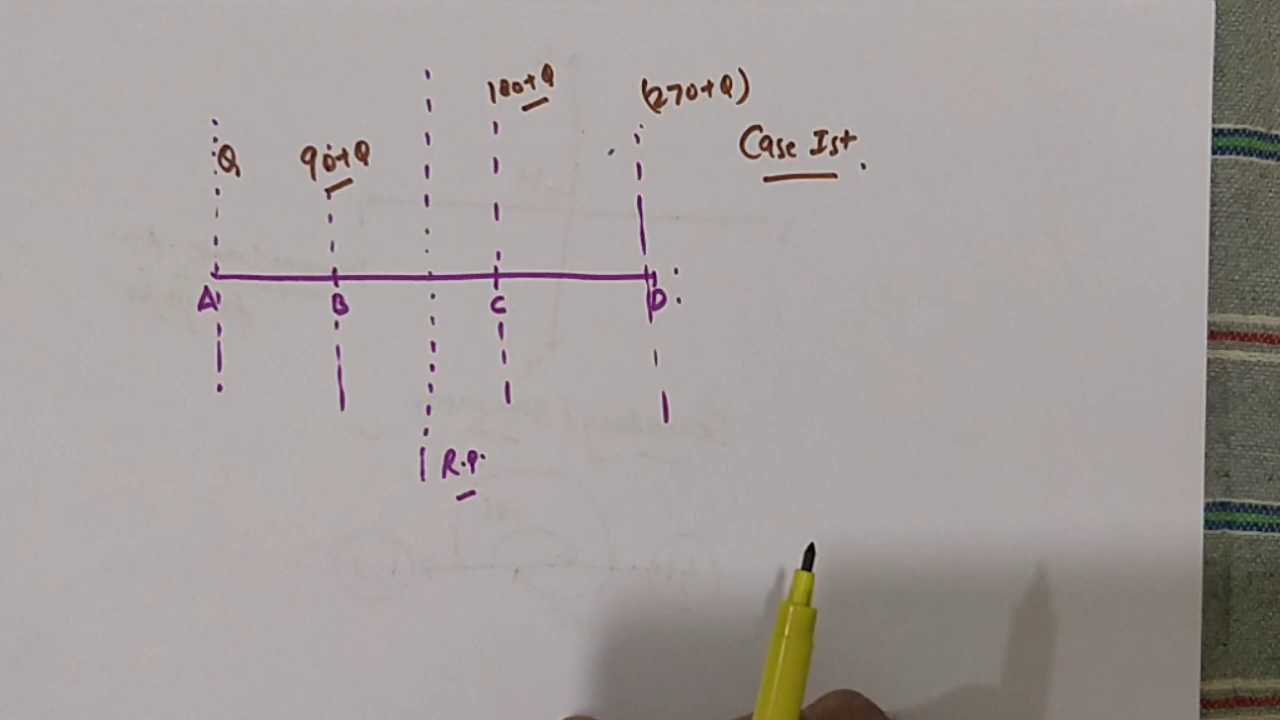 180+Q
(270+Q)
Case Ist.
Q
90+Q
A B C D
R.P.